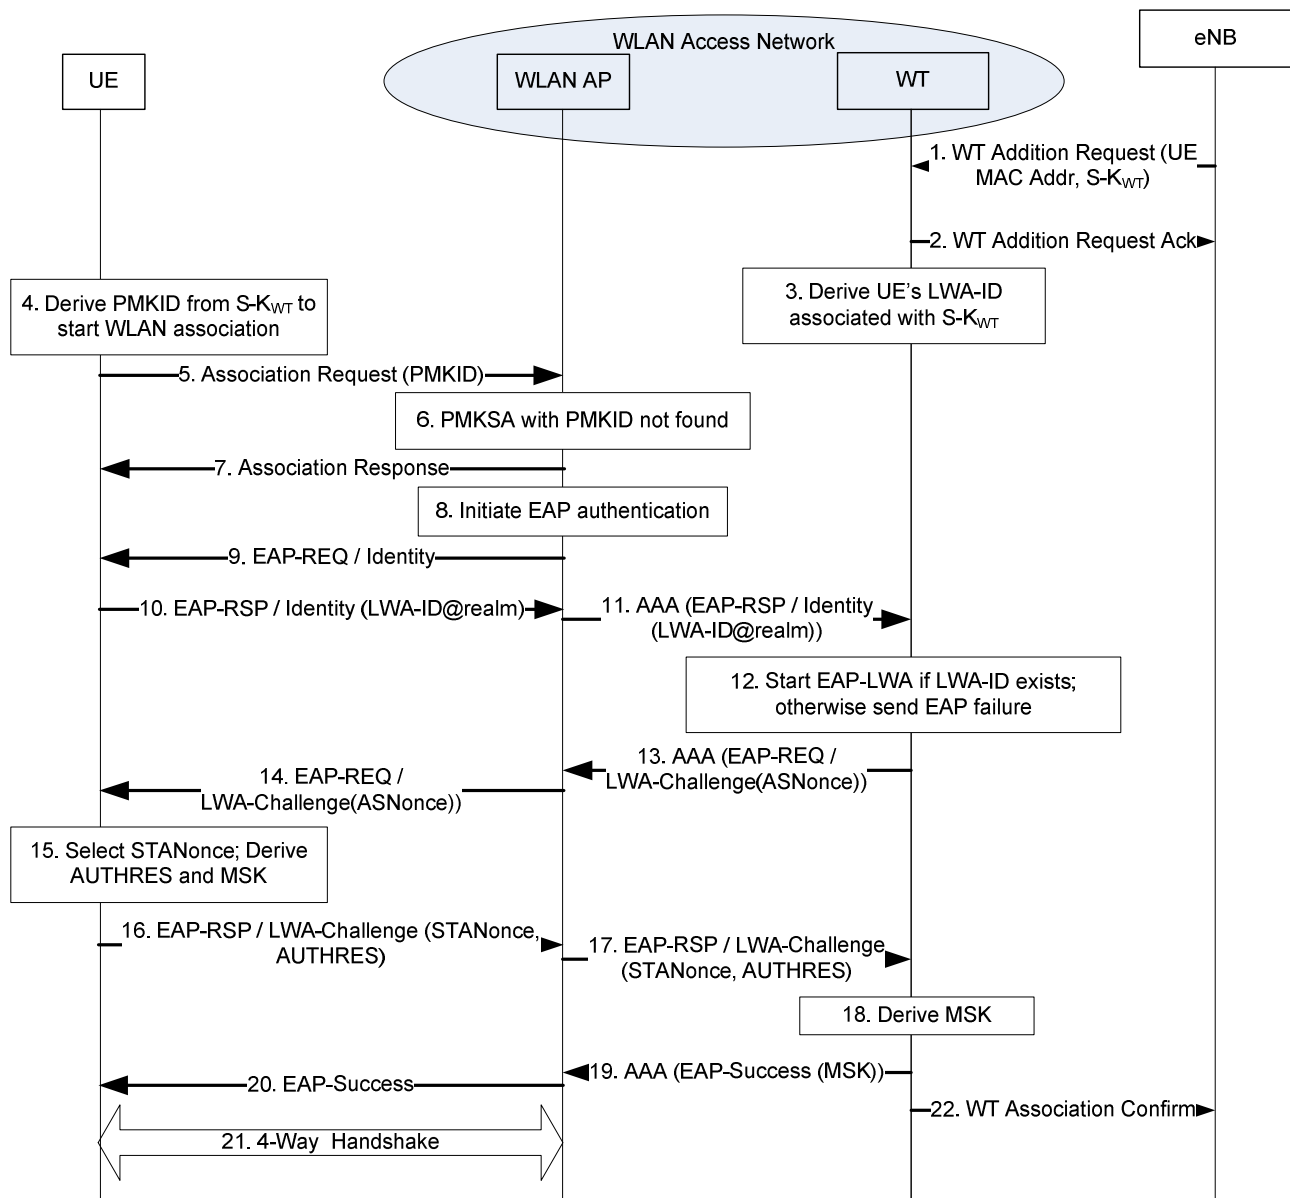 WLAN Access Network
eNB
UE
WLAN AP
WT
1. WT Addition Request (UE
MAC Addr, S-KWT)
2. WT Addition Request Ack
3. Derive UE's LWA-ID
associated with S-KWT
4. Derive PMKID from S-KWT to
start WLAN association
5. Association Request (PMKID)
6. PMKSA with PMKID not found
7. Association Response
8. Initiate EAP authentication
9. EAP-REQ / Identity
10. EAP-RSP / Identity (LWA-ID@realm)
11. AAA (EAP-RSP / Identity
(LWA-ID@realm))
12. Start EAP-LWA if LWA-ID exists;
otherwise send EAP failure
13. AAA (EAP-REQ /
LWA-Challenge(ASNonce))
14. EAP-REQ /
LWA-Challenge(ASNonce))
15. Select STANonce; Derive
AUTHRES and MSK
16. EAP-RSP / LWA-Challenge (STANonce,
AUTHRES)
17. EAP-RSP / LWA-Challenge
(STANonce, AUTHRES)
18. Derive MSK
19. AAA (EAP-Success (MSK))
20. EAP-Success
22. WT Association Confirm
21. 4-Way Handshake